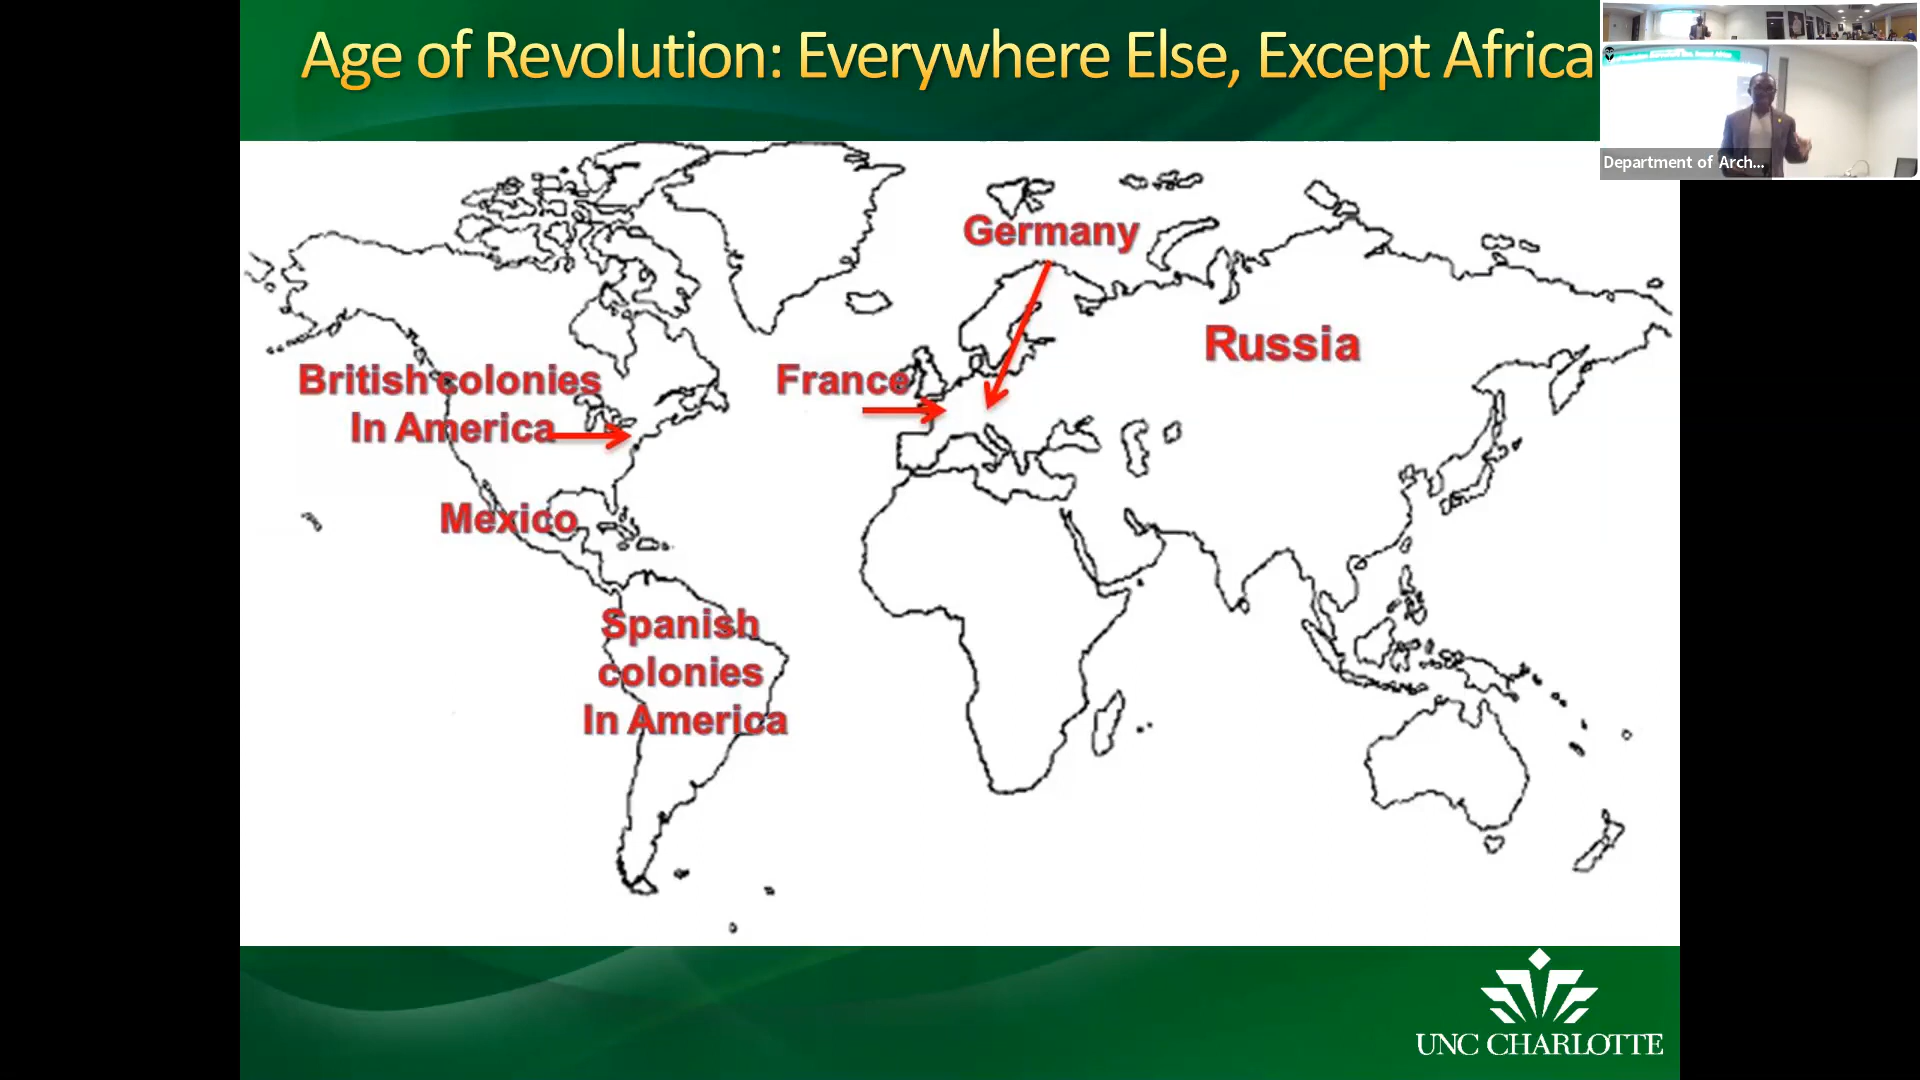 Age of Revolution: Everywhere Else, Except Africa
Department of Arch...
Germany
Russia
British colonies
In America
France
Mexico
Spanish
colonies
In America
UNC CHARLOTTE